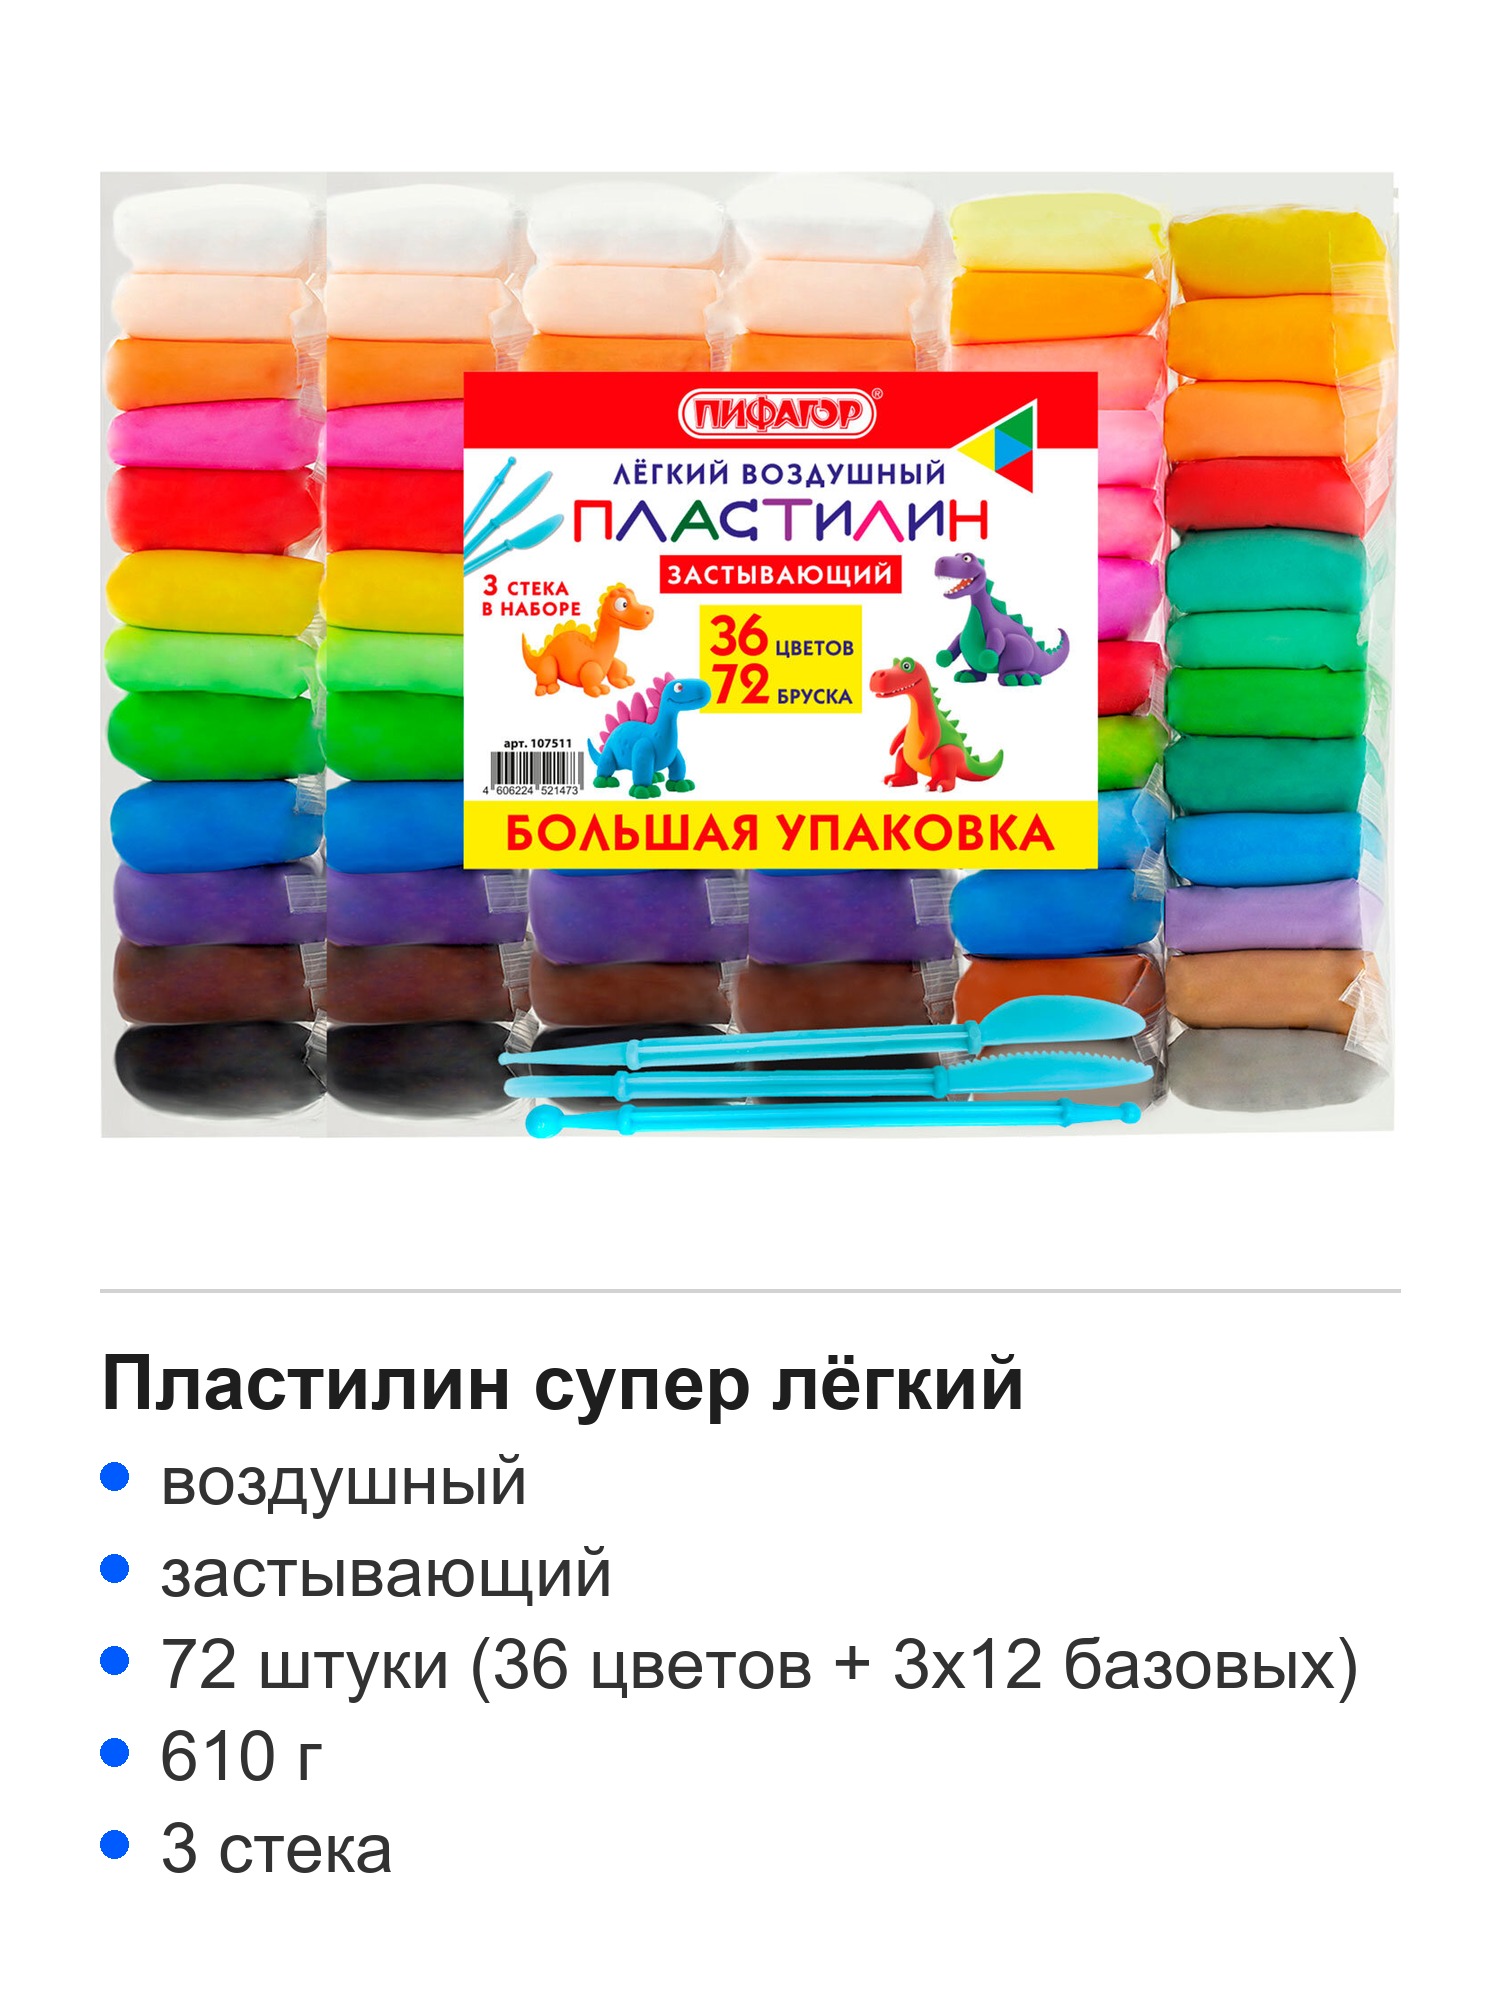 ПИФАГОР®
ЛЁГКИЙ ВОЗДУШНЫЙ
ПЛАСТИЛИН
ЗАСТЫВАЮЩИЙ
3 СТЕКА
В НАБОРЕ
36 ЦВЕТОВ
72 БРУСКА
арт. 107511
4 606224 521473
БОЛЬШАЯ УПАКОВКА
Пластилин супер лёгкий
воздушный
застывающий
72 штуки (36 цветов + 3х12 базовых)
610 г
3 стека